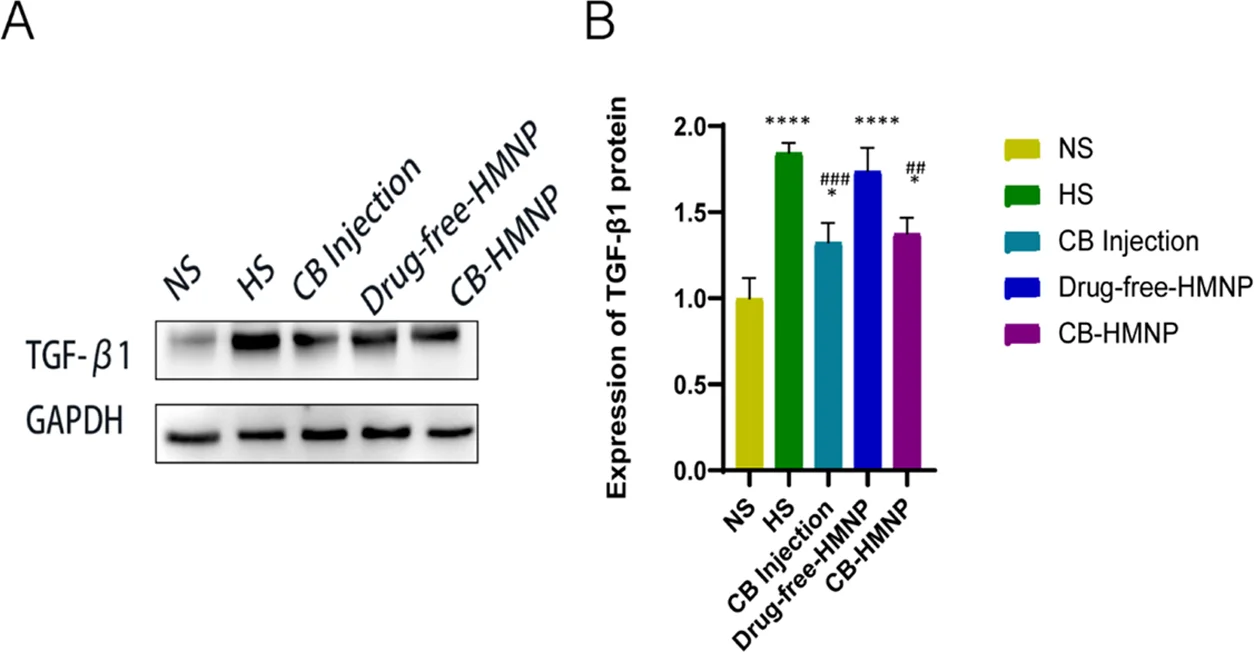 A
NS
HS
CB Injection
Drug-free-HMNP
CB-HMNP
TGF-β1
GAPDH
B
Expression of TGF-β1 protein
2.0
1.5
1.0
0.5
0.0
****
###
*
****
##
*
NS
HS
CB Injection
Drug-free-HMNP
CB-HMNP
NS
HS
CB Injection
Drug-free-HMNP
CB-HMNP